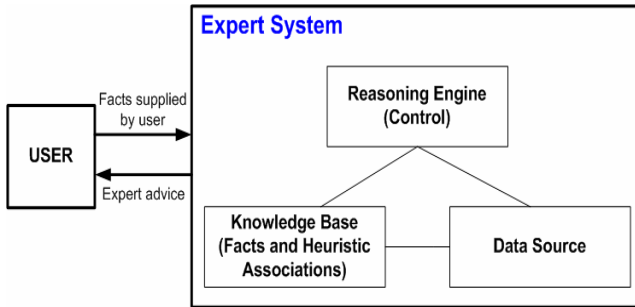 Expert System
Reasoning Engine
(Control)
Facts supplied
by user
USER
Expert advice
Knowledge Base
(Facts and Heuristic
Associations)
Data Source